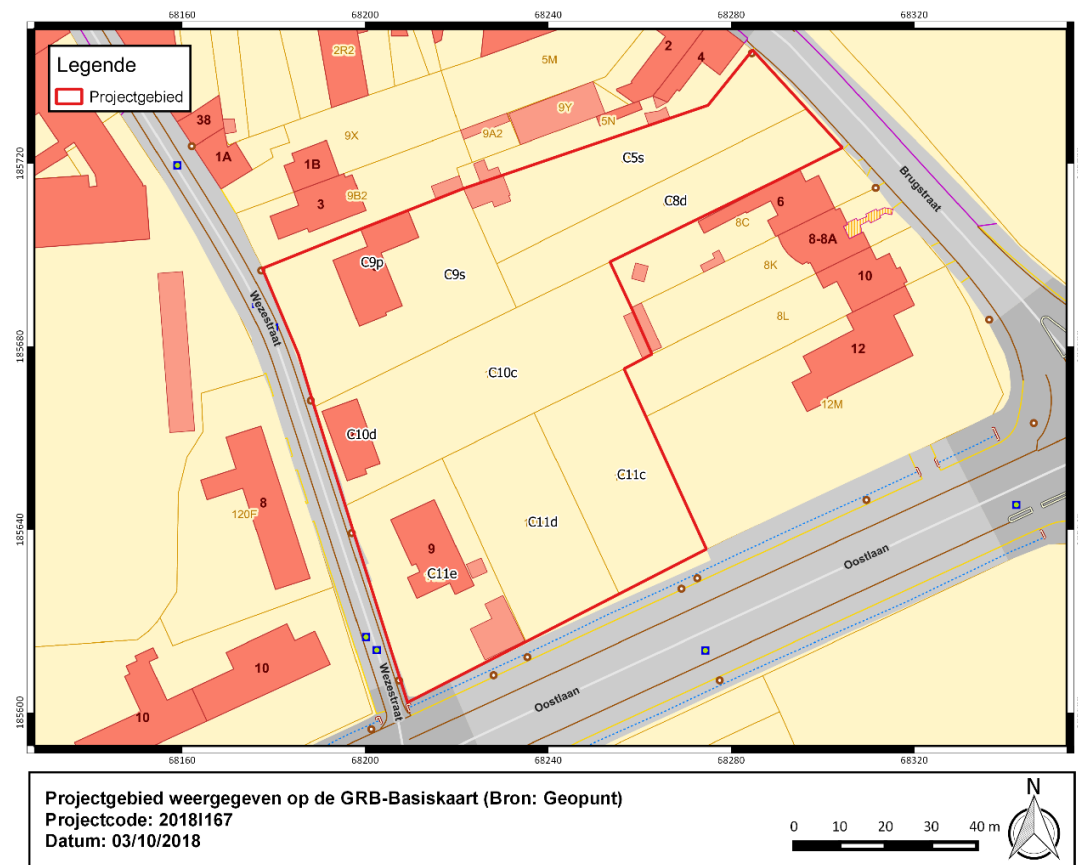 68160 68200 68240 68280 68320
Legende
Projectgebied
2R2
5M
2
4
38
1A
9X
1B
9A2
9Y
5N
C5s
3
9B2
C8d
6
8C
8-8A
Brugstraat
185720
C9p
C9s
8K
10
Wezestraat
8L
12
185680
C10c
12M
C10d
C11c
8
120F
C11d
185640
9
C11e
Oostlaan
10
10
Wezestraat
Oostlaan
185600
68160 68200 68240 68280 68320
Projectgebied weergegeven op de GRB-Basiskaart (Bron: Geopunt)
Projectcode: 2018I167
Datum: 03/10/2018
0 10 20 30 40 m
N